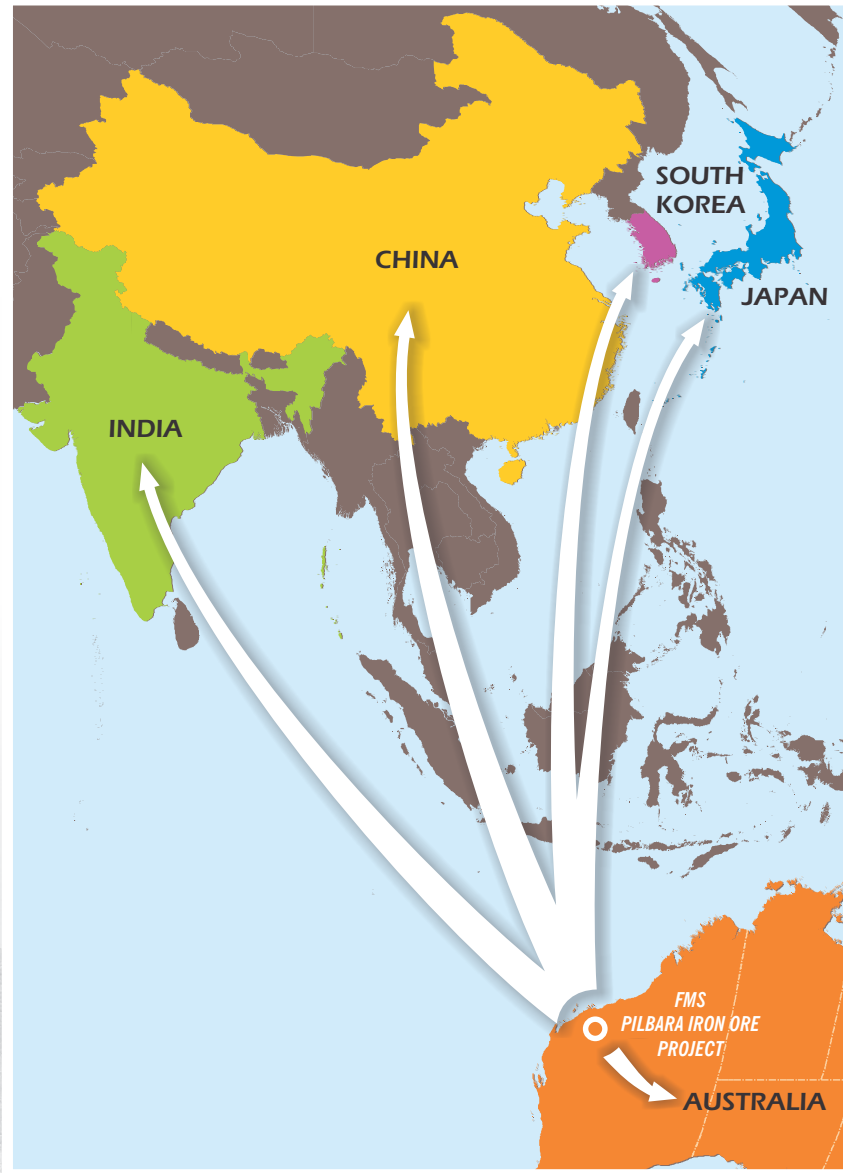 SOUTH
KOREA
CHINA
JAPAN
INDIA
FMS
PILBARA IRON ORE
PROJECT
AUSTRALIA